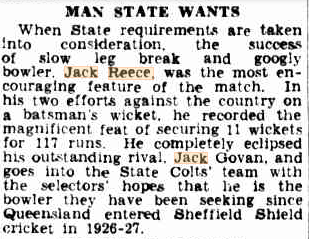 MAN STATE WANTS
When State requirements are taken
into consideration, the success
of slow leg break and googly
bowler, Jack Reece, was the most en-
couraging feature of the match. In
his two efforts against the country on
a batsman's wicket, he recorded the
magnificent feat of securing 11 wickets
for 117 runs. He completely eclipsed
his outstanding rival, Jack Govan, and
goes into the State Colts' team with
the selectors' hopes that he is the
bowler they have been seeking since
Queensland entered Sheffield Shield
cricket in 1926-27.